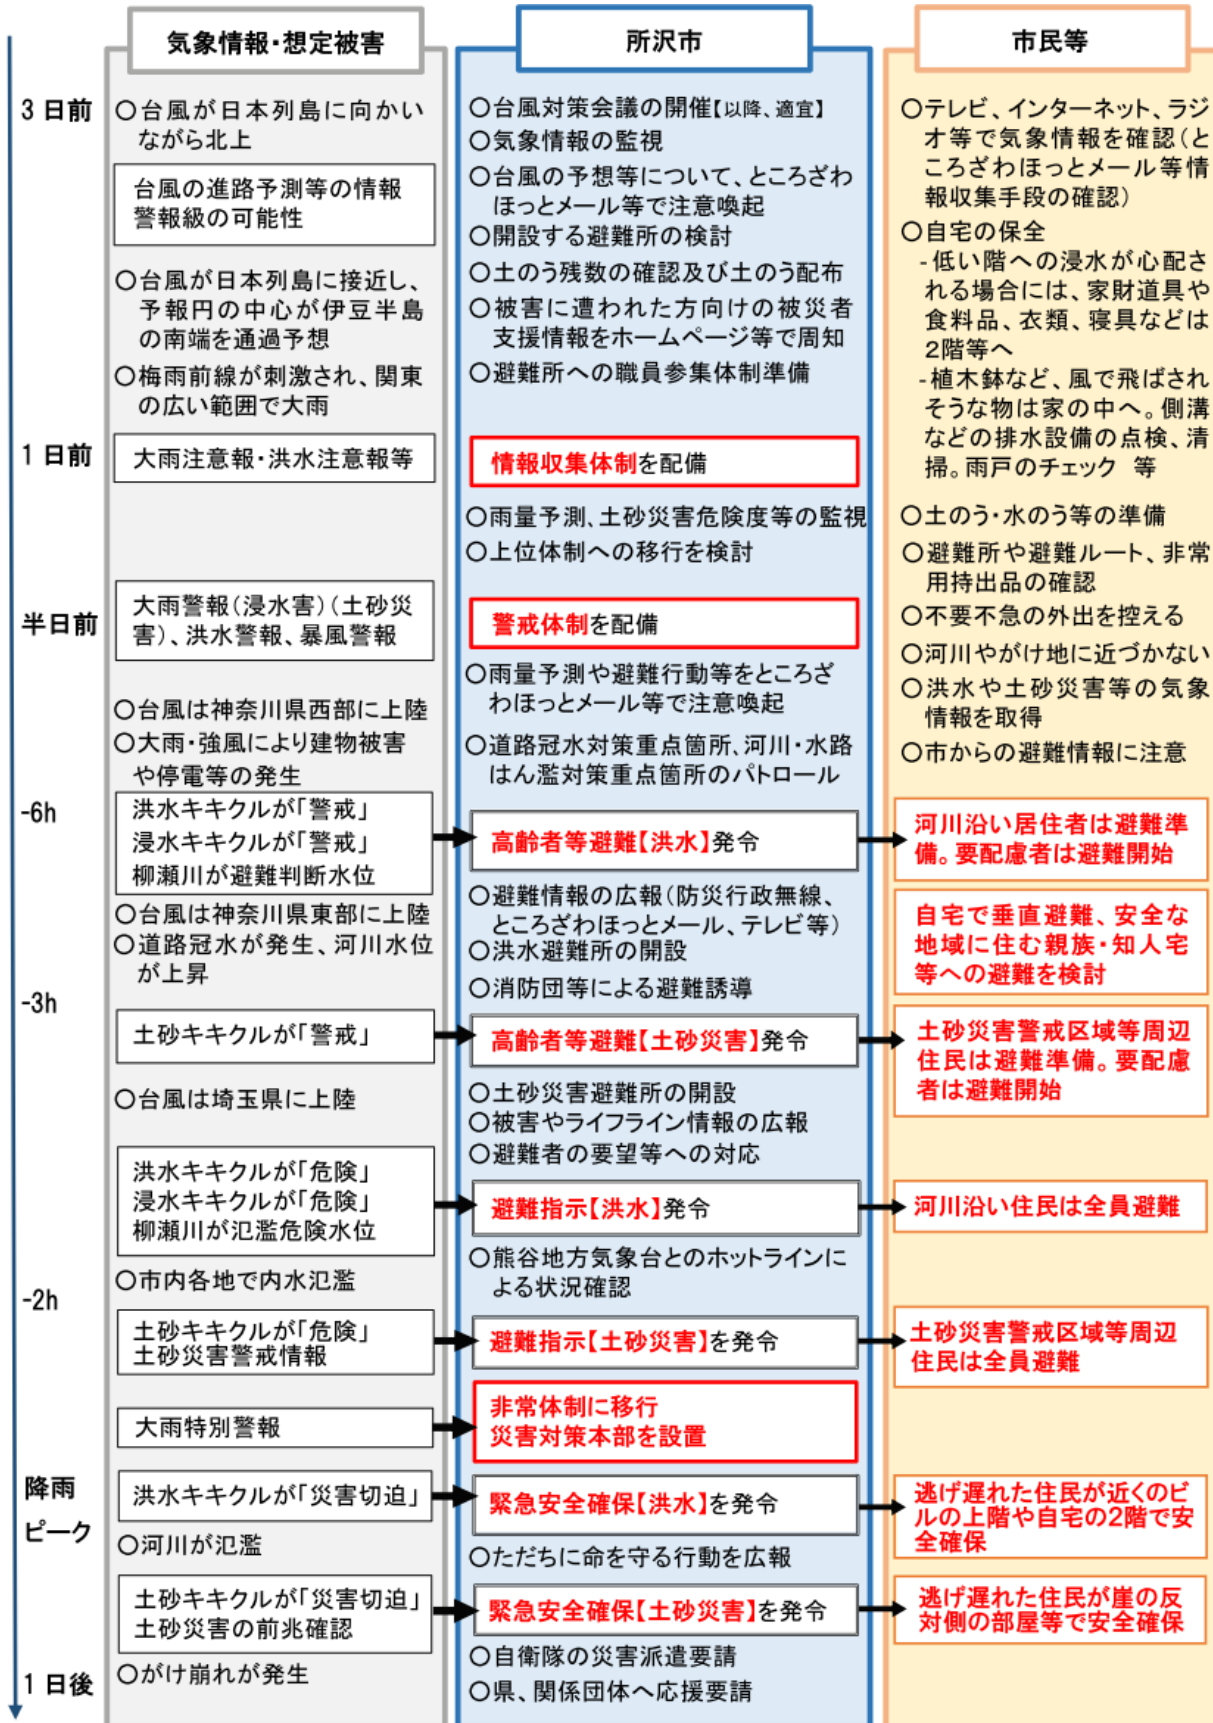 気象情報・想定被害
所沢市
市民等
3日前
○台風が日本列島に向かい
ながら北上
台風の進路予測等の情報
警報級の可能性
○台風が日本列島に接近し、
予報円の中心が伊豆半島
の南端を通過予想
○梅雨前線が刺激され、関東
の広い範囲で大雨
○台風対策会議の開催【以降、適宜】
○気象情報の監視
○台風の予想等について、ところざわ
ほっとメール等で注意喚起
○開設する避難所の検討
○土のう残数の確認及び土のう配布
○被害に遭われた方向けの被災者
支援情報をホームページ等で周知
○避難所への職員参集体制準備
○テレビ、インターネット、ラジ
オ等で気象情報を確認(と
ころざわほっとメール等情
報収集手段の確認)
○自宅の保全
-低い階への浸水が心配さ
れる場合には、家財道具や
食料品、衣類、寝具などは
2階等へ
-植木鉢など、風で飛ばされ
そうな物は家の中へ。側溝
などの排水設備の点検、清
掃。雨戸のチェック 等
1日前
大雨注意報・洪水注意報等
情報収集体制を配備
○雨量予測、土砂災害危険度等の監視
○上位体制への移行を検討
○土のう・水のう等の準備
○避難所や避難ルート、非常
用持出品の確認
○不要不急の外出を控える
○河川やがけ地に近づかない
○洪水や土砂災害等の気象
情報を取得
○市からの避難情報に注意
半日前
大雨警報(浸水害)(土砂災
害)、洪水警報、暴風警報
警戒体制を配備
○雨量予測や避難行動等をところざ
わほっとメール等で注意喚起
○道路冠水対策重点箇所、河川・水路
はん濫対策重点箇所のパトロール
○台風は神奈川県西部に上陸
○大雨・強風により建物被害
や停電等の発生
-6h
洪水キキクルが「警戒」
浸水キキクルが「警戒」
柳瀬川が避難判断水位
高齢者等避難【洪水】発令
河川沿い居住者は避難準
備。要配慮者は避難開始
○台風は神奈川県東部に上陸
○道路冠水が発生、河川水位
が上昇
○避難情報の広報(防災行政無線、
ところざわほっとメール、テレビ等)
○洪水避難所の開設
○消防団等による避難誘導
自宅で垂直避難、安全な
地域に住む親族・知人宅
等への避難を検討
-3h
土砂キキクルが「警戒」
高齢者等避難【土砂災害】発令
土砂災害警戒区域等周辺
住民は避難準備。要配慮
者は避難開始
○台風は埼玉県に上陸
○土砂災害避難所の開設
○被害やライフライン情報の広報
○避難者の要望等への対応
洪水キキクルが「危険」
浸水キキクルが「危険」
柳瀬川が氾濫危険水位
避難指示【洪水】発令
河川沿い住民は全員避難
○市内各地で内水氾濫
○熊谷地方気象台とのホットラインに
よる状況確認
-2h
土砂キキクルが「危険」
土砂災害警戒情報
避難指示【土砂災害】を発令
土砂災害警戒区域等周辺
住民は全員避難
大雨特別警報
非常体制に移行
災害対策本部を設置
降雨
ピーク
洪水キキクルが「災害切迫」
緊急安全確保【洪水】を発令
逃げ遅れた住民が近くのビ
ルの上階や自宅の2階で安
全確保
○河川が氾濫
○ただちに命を守る行動を広報
土砂キキクルが「災害切迫」
土砂災害の前兆確認
緊急安全確保【土砂災害】を発令
逃げ遅れた住民が崖の反
対側の部屋等で安全確保
1日後
○がけ崩れが発生
○自衛隊の災害派遣要請
○県、関係団体へ応援要請